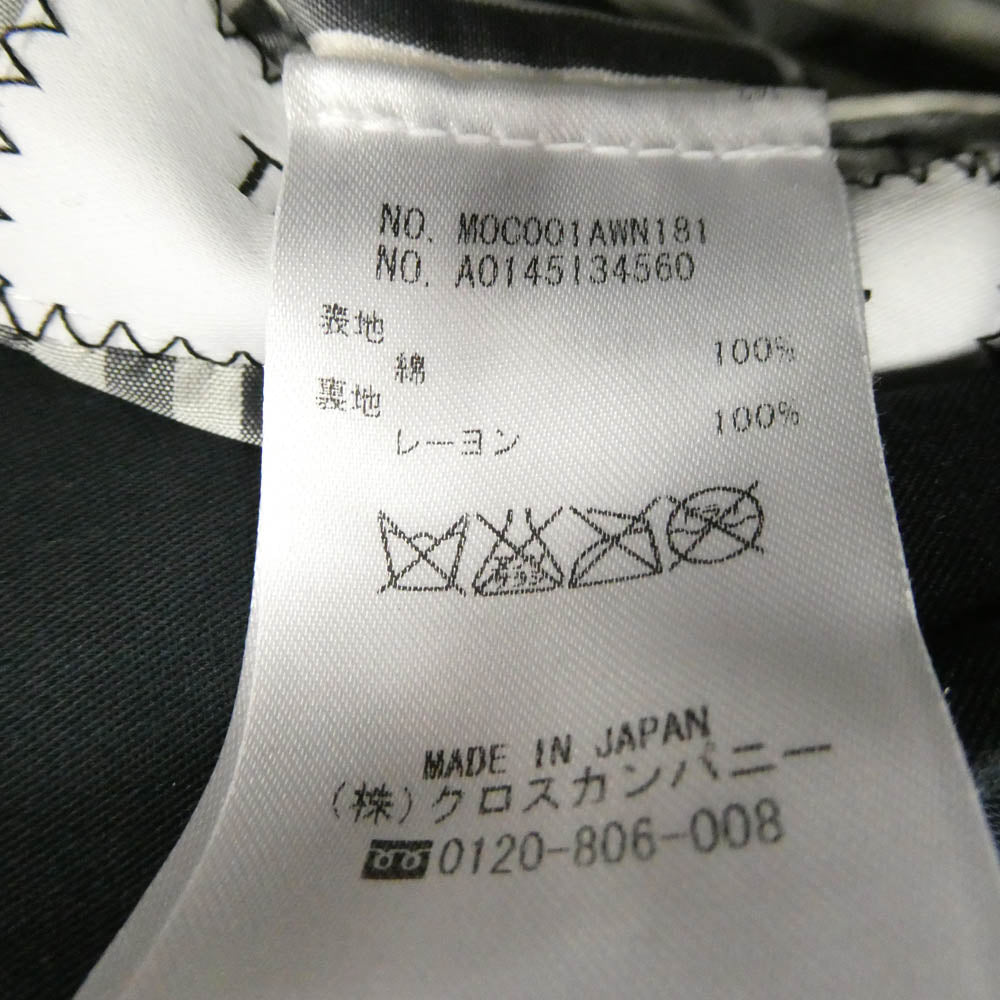 NO. MOC001AWN181
NO. A0145134560
表地
綿 100%
裏地
レーヨン 100%
MADE IN JAPAN
(株)クロスカンパニー
0120-806-008